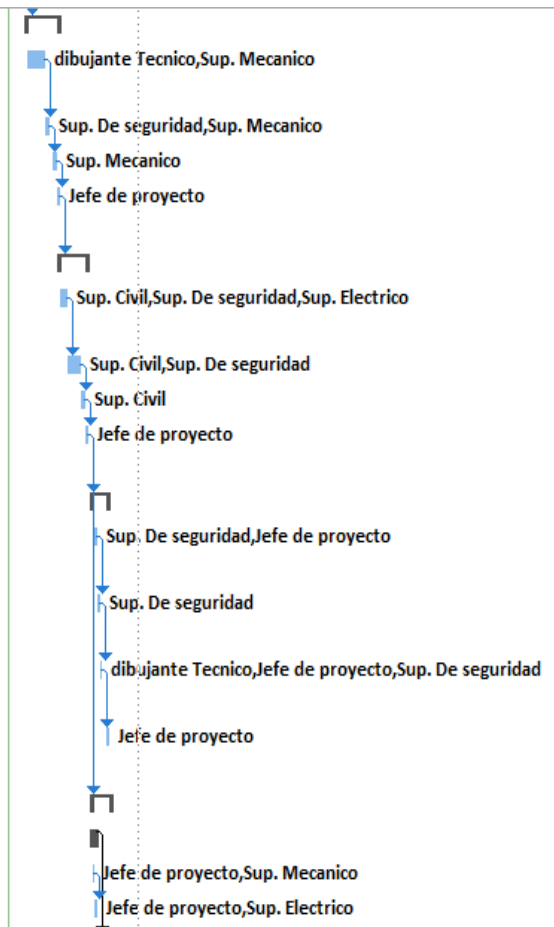 dibujante Tecnico,Sup. Mecanico
Sup. De seguridad,Sup. Mecanico
Sup. Mecanico
Jefe de proyecto
Sup. Civil,Sup. De seguridad,Sup. Electrico
Sup. Civil,Sup. De seguridad
Sup. Civil
Jefe de proyecto
Sup. De seguridad,Jefe de proyecto
Sup. De seguridad
dibujante Tecnico,Jefe de proyecto,Sup. De seguridad
Jefe de proyecto
Jefe de proyecto,Sup. Mecanico
Jefe de proyecto,Sup. Electrico